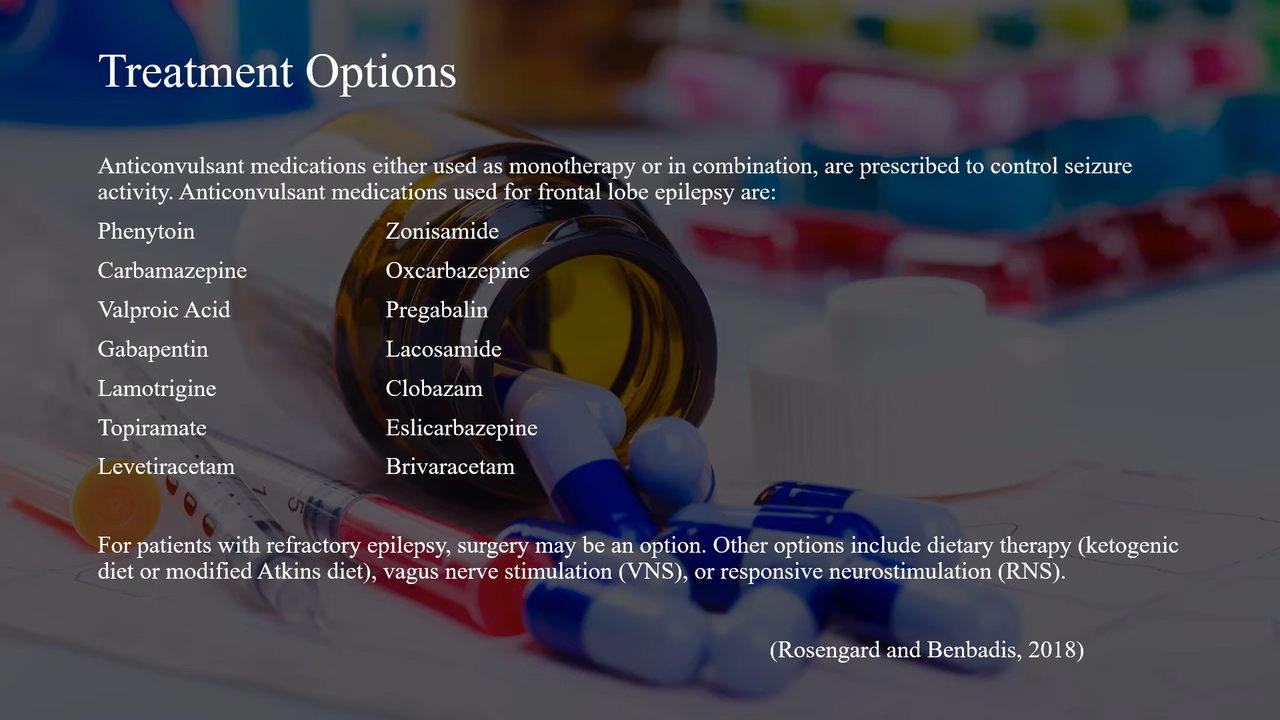 Treatment Options
Anticonvulsant medications either used as monotherapy or in combination, are prescribed to control seizure
activity. Anticonvulsant medications used for frontal lobe epilepsy are:
Phenytoin
Carbamazepine
Valproic Acid
Gabapentin
Lamotrigine
Topiramate
Levetiracetam
Zonisamide
Oxcarbazepine
Pregabalin
Lacosamide
Clobazam
Eslicarbazepine
Brivaracetam
1
5
For patients with refractory epilepsy, surgery may be an option. Other options include dietary therapy (ketogenic
diet or modified Atkins diet), vagus nerve stimulation (VNS), or responsive neurostimulation (RNS).
(Rosengard and Benbadis, 2018)